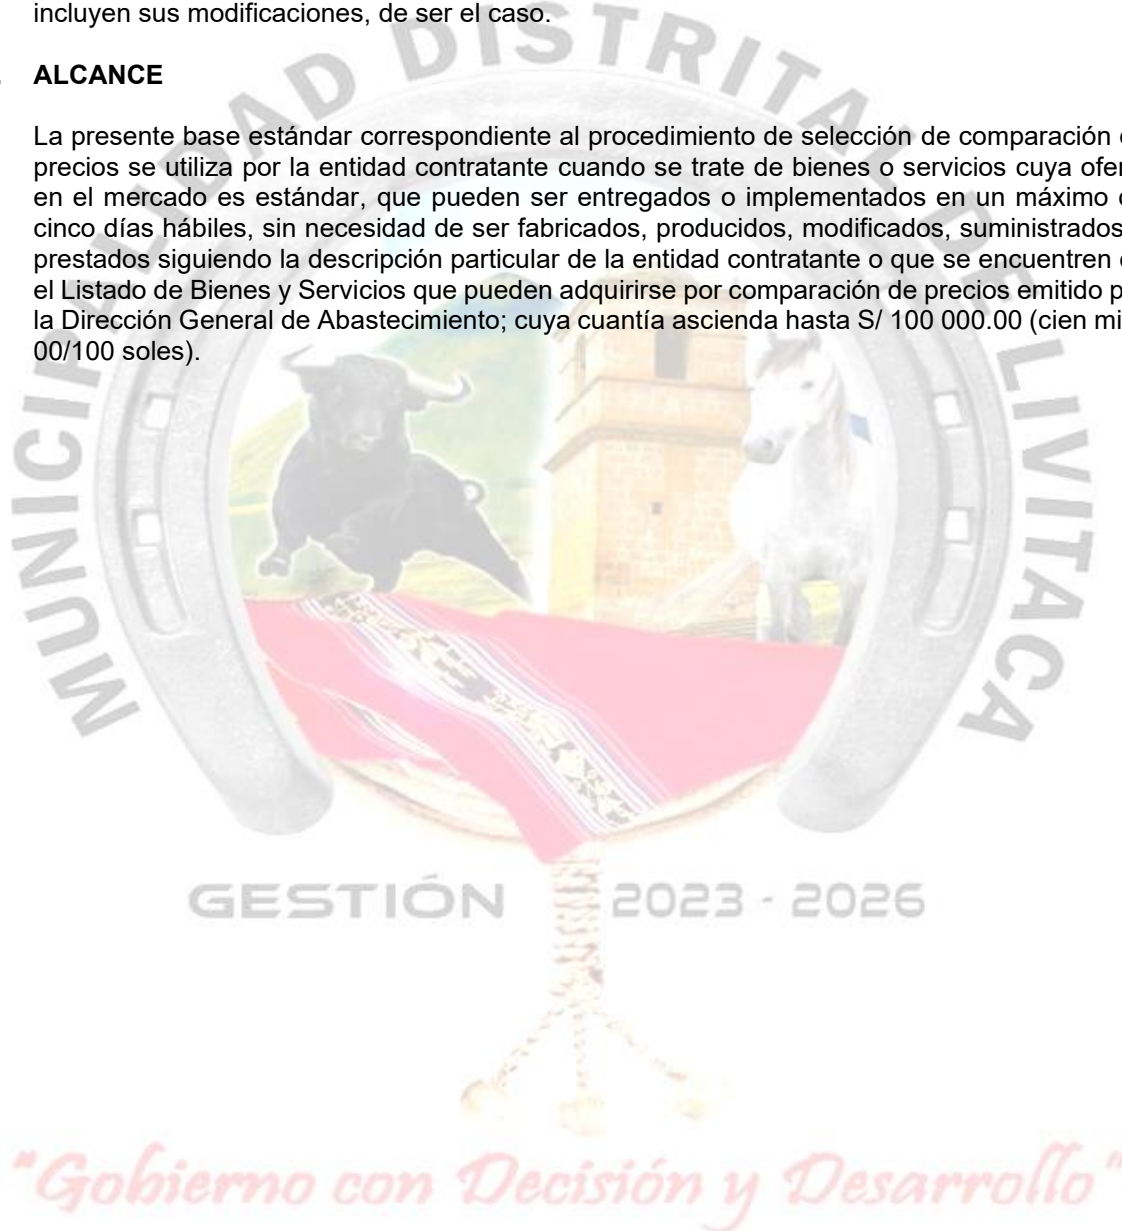 incluyen sus modificaciones, de ser el caso.
ALCANCE
La presente base estándar correspondiente al procedimiento de selección de comparación
precios se utiliza por la entidad contratante cuando se trate de bienes o servicios cuya
en el mercado es estándar, que pueden ser entregados o implementados en un máximo
cinco días hábiles, sin necesidad de ser fabricados, producidos, modificados, suministrados
prestados siguiendo la descripción particular de la entidad contratante o que se encuentren
el Listado de Bienes y Servicios que pueden adquirirse por comparación de precios emitido
la Dirección General de Abastecimiento; cuya cuantía ascienda hasta S/ 100 000.00 (cien
00/100 soles).
MUNICIPALIDAD DISTRITAL DE LIVITACA
GESTIÓN 2023 - 2026
"Gobierno con Decisión y Desarrollo"